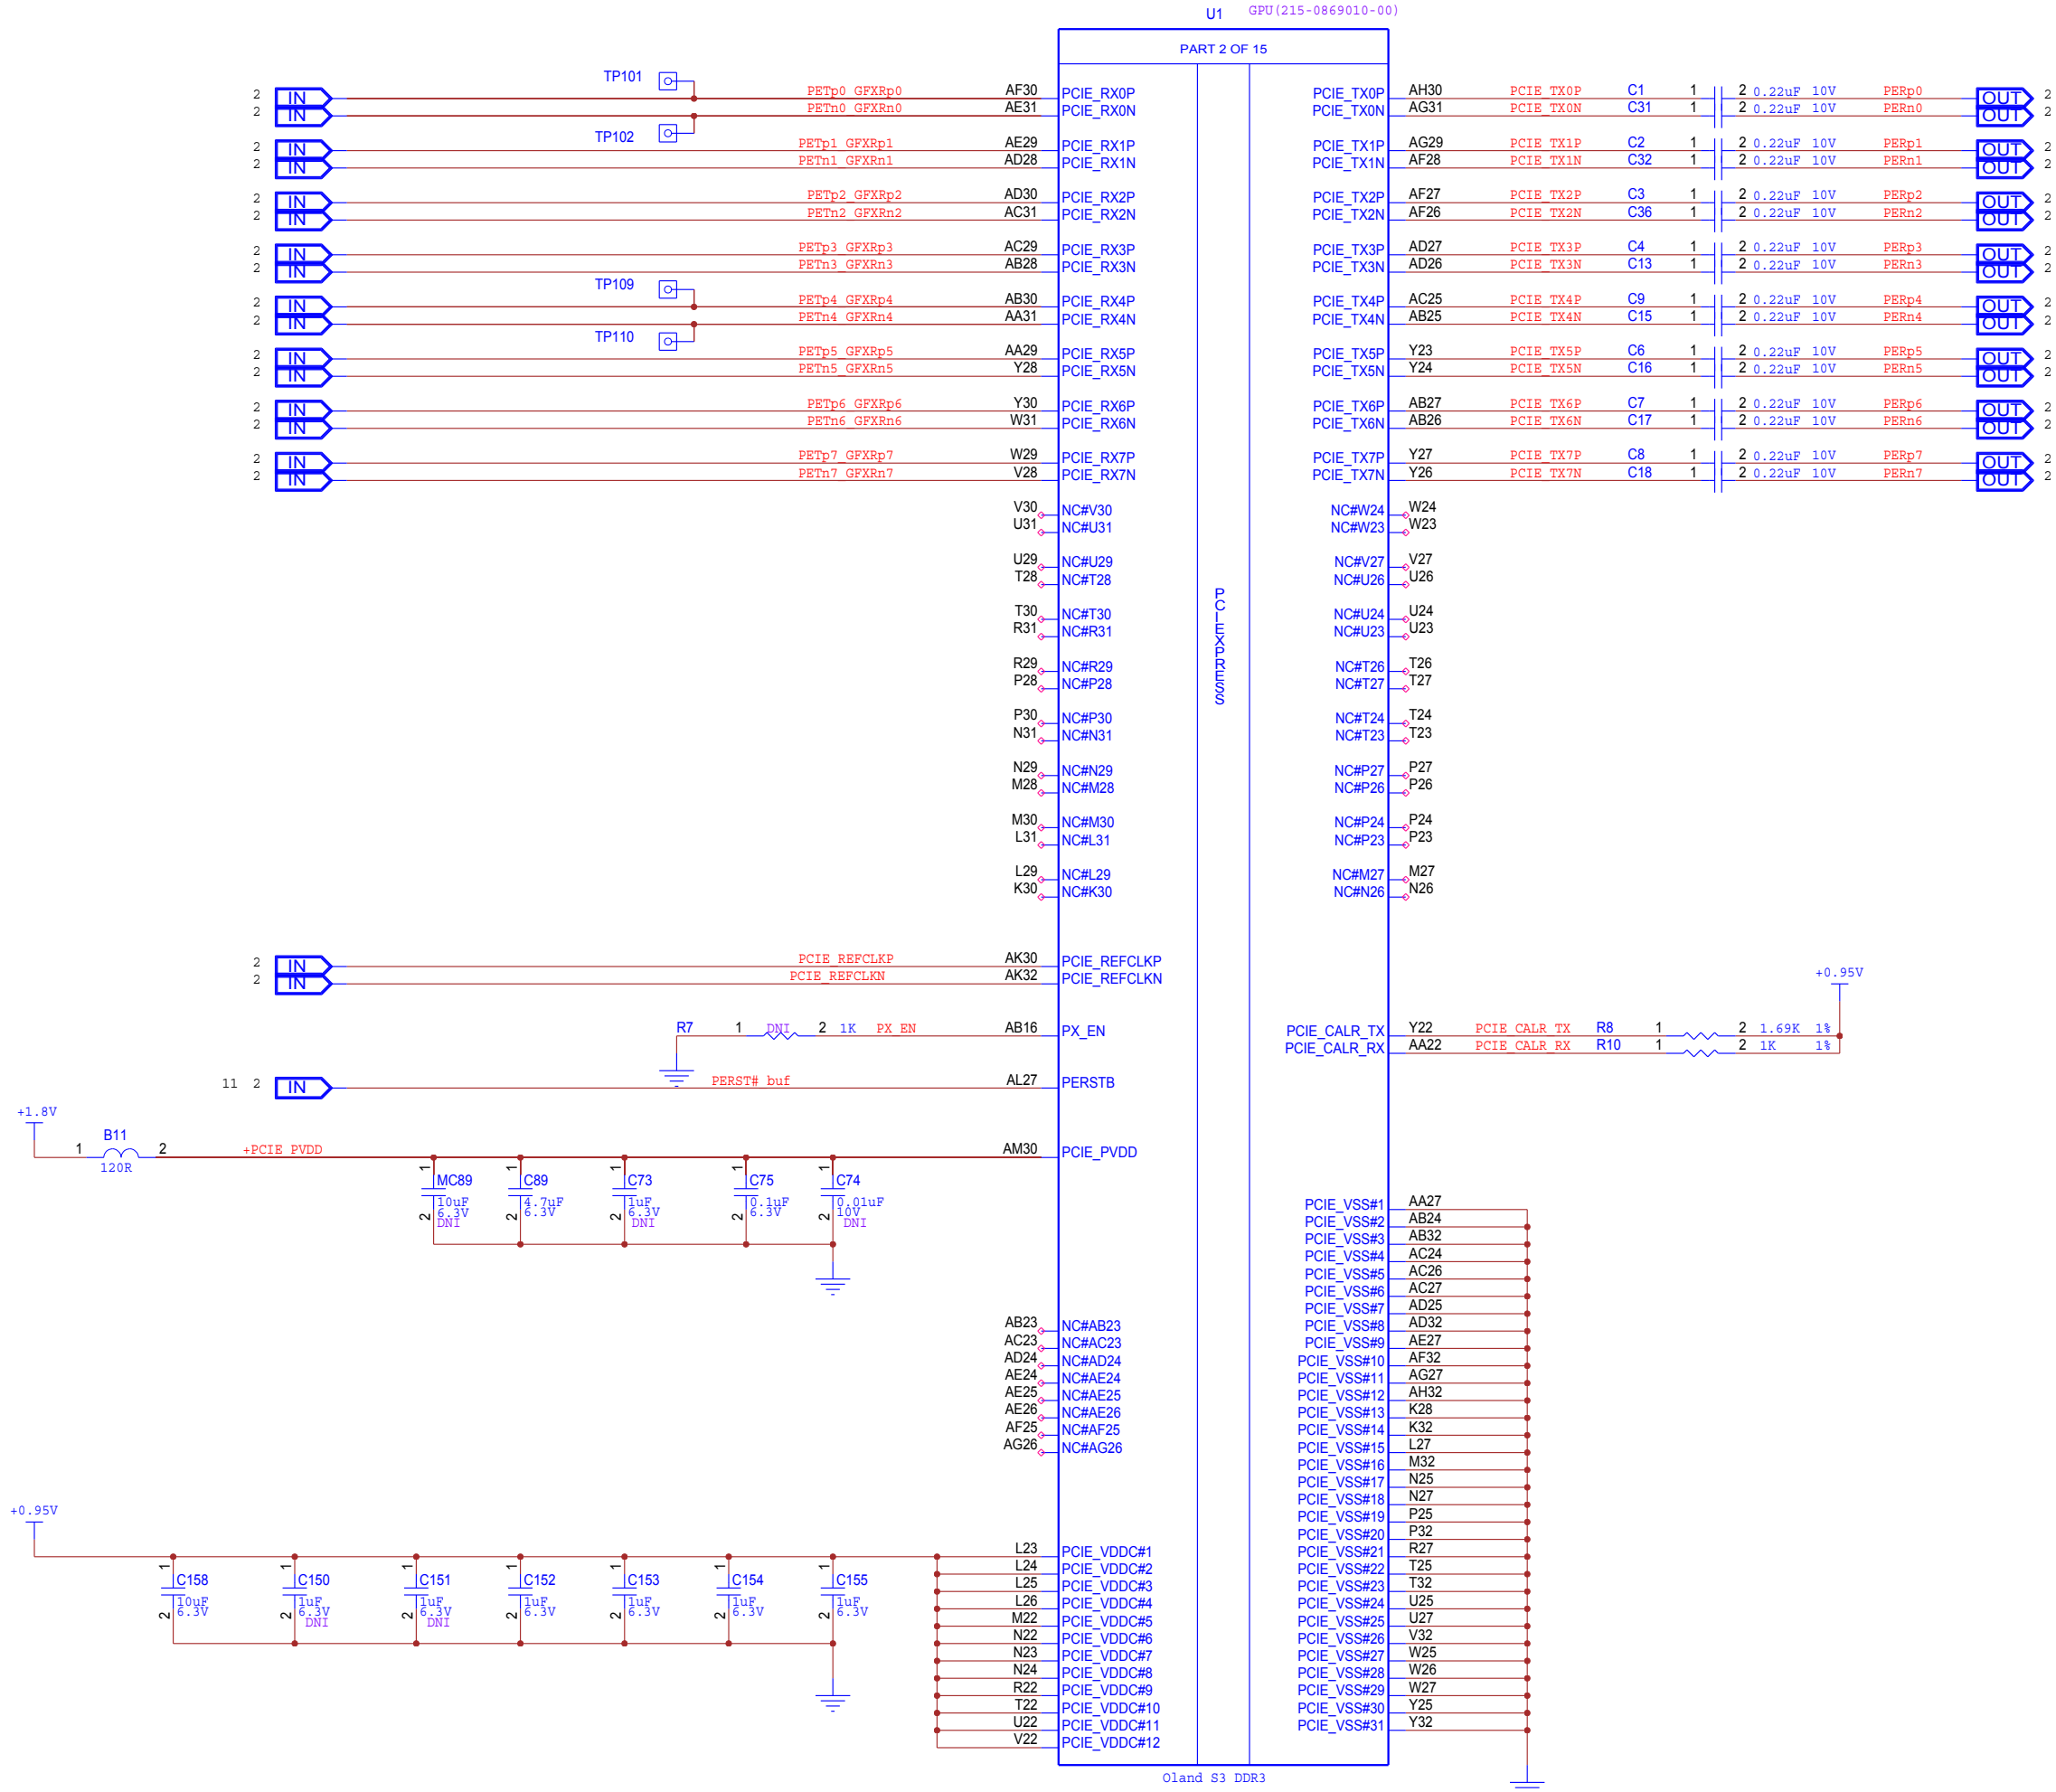 U1 GPU(215-0869010-00)
PART 2 OF 15
TP101
2 IN PETp0_GFXRp0 AF30 PCIE_RX0P PCIE_TX0P AH30 PCIE_TX0P C1 1 2 0.22uF 10V PERp0 OUT 2
2 IN PETn0_GFXRn0 AE31 PCIE_RX0N PCIE_TX0N AG31 PCIE_TX0N C31 1 2 0.22uF 10V PERn0 OUT 2
TP102
2 IN PETp1_GFXRp1 AE29 PCIE_RX1P PCIE_TX1P AG29 PCIE_TX1P C2 1 2 0.22uF 10V PERp1 OUT 2
2 IN PETn1_GFXRn1 AD28 PCIE_RX1N PCIE_TX1N AF28 PCIE_TX1N C32 1 2 0.22uF 10V PERn1 OUT 2
2 IN PETp2_GFXRp2 AD30 PCIE_RX2P PCIE_TX2P AF27 PCIE_TX2P C3 1 2 0.22uF 10V PERp2 OUT 2
2 IN PETn2_GFXRn2 AC31 PCIE_RX2N PCIE_TX2N AF26 PCIE_TX2N C36 1 2 0.22uF 10V PERn2 OUT 2
2 IN PETp3_GFXRp3 AC29 PCIE_RX3P PCIE_TX3P AD27 PCIE_TX3P C4 1 2 0.22uF 10V PERp3 OUT 2
2 IN PETn3_GFXRn3 AB28 PCIE_RX3N PCIE_TX3N AD26 PCIE_TX3N C13 1 2 0.22uF 10V PERn3 OUT 2
TP109
2 IN PETp4_GFXRp4 AB30 PCIE_RX4P PCIE_TX4P AC25 PCIE_TX4P C9 1 2 0.22uF 10V PERp4 OUT 2
2 IN PETn4_GFXRn4 AA31 PCIE_RX4N PCIE_TX4N AB25 PCIE_TX4N C15 1 2 0.22uF 10V PERn4 OUT 2
TP110
2 IN PETp5_GFXRp5 AA29 PCIE_RX5P PCIE_TX5P Y23 PCIE_TX5P C6 1 2 0.22uF 10V PERp5 OUT 2
2 IN PETn5_GFXRn5 Y28 PCIE_RX5N PCIE_TX5N Y24 PCIE_TX5N C16 1 2 0.22uF 10V PERn5 OUT 2
2 IN PETp6_GFXRp6 Y30 PCIE_RX6P PCIE_TX6P AB27 PCIE_TX6P C7 1 2 0.22uF 10V PERp6 OUT 2
2 IN PETn6_GFXRn6 W31 PCIE_RX6N PCIE_TX6N AB26 PCIE_TX6N C17 1 2 0.22uF 10V PERn6 OUT 2
2 IN PETp7_GFXRp7 W29 PCIE_RX7P PCIE_TX7P Y27 PCIE_TX7P C8 1 2 0.22uF 10V PERp7 OUT 2
2 IN PETn7_GFXRn7 V28 PCIE_RX7N PCIE_TX7N Y26 PCIE_TX7N C18 1 2 0.22uF 10V PERn7 OUT 2
V30 NC#V30 NC#W24 W24
U31 NC#U31 NC#W23 W23
U29 NC#U29 NC#V27 V27
T28 NC#T28 NC#U26 U26
PCIEXPRESS
T30 NC#T30 NC#U24 U24
R31 NC#R31 NC#U23 U23
R29 NC#R29 NC#T26 T26
P28 NC#P28 NC#T27 T27
P30 NC#P30 NC#T24 T24
N31 NC#N31 NC#T23 T23
N29 NC#N29 NC#P27 P27
M28 NC#M28 NC#P26 P26
M30 NC#M30 NC#P24 P24
L31 NC#L31 NC#P23 P23
L29 NC#L29 NC#M27 M27
K30 NC#K30 NC#N26 N26
2 IN PCIE_REFCLKP AK30 PCIE_REFCLKP
2 IN PCIE_REFCLKN AK32 PCIE_REFCLKN
+0.95V
R7 1 DNI 2 1K PX_EN AB16 PX_EN PCIE_CALR_TX Y22 PCIE_CALR_TX R8 1 2 1.69K 1%
PCIE_CALR_RX AA22 PCIE_CALR_RX R10 1 2 1K 1%
11 2 IN PERST#_buf AL27 PERSTB
+1.8V
B11 1 2 120R +PCIE_PVDD AM30 PCIE_PVDD
1 1 1 1 1
MC89 C89 C73 C75 C74
10uF 4.7uF 1uF 0.1uF 0.01uF
6.3V 6.3V 6.3V 6.3V 10V
2 2 2 2 2
DNI DNI DNI
PCIE_VSS#1 AA27
PCIE_VSS#2 AB24
PCIE_VSS#3 AB32
PCIE_VSS#4 AC24
PCIE_VSS#5 AC26
PCIE_VSS#6 AC27
PCIE_VSS#7 AD25
AB23 NC#AB23 PCIE_VSS#8 AD32
AC23 NC#AC23 PCIE_VSS#9 AE27
AD24 NC#AD24 PCIE_VSS#10 AF32
AE24 NC#AE24 PCIE_VSS#11 AG27
AE25 NC#AE25 PCIE_VSS#12 AH32
AE26 NC#AE26 PCIE_VSS#13 K28
AF25 NC#AF25 PCIE_VSS#14 K32
AG26 NC#AG26 PCIE_VSS#15 L27
PCIE_VSS#16 M32
PCIE_VSS#17 N25
PCIE_VSS#18 N27
+0.95V PCIE_VSS#19 P25
PCIE_VSS#20 P32
L23 PCIE_VDDC#1 PCIE_VSS#21 R27
L24 PCIE_VDDC#2 PCIE_VSS#22 T25
L25 PCIE_VDDC#3 PCIE_VSS#23 T32
L26 PCIE_VDDC#4 PCIE_VSS#24 U25
M22 PCIE_VDDC#5 PCIE_VSS#25 U27
N22 PCIE_VDDC#6 PCIE_VSS#26 V32
N23 PCIE_VDDC#7 PCIE_VSS#27 W25
N24 PCIE_VDDC#8 PCIE_VSS#28 W26
R22 PCIE_VDDC#9 PCIE_VSS#29 W27
T22 PCIE_VDDC#10 PCIE_VSS#30 Y25
U22 PCIE_VDDC#11 PCIE_VSS#31 Y32
V22 PCIE_VDDC#12
1 1 1 1 1 1 1
C158 C150 C151 C152 C153 C154 C155
10uF 1uF 1uF 1uF 1uF 1uF 1uF
6.3V 6.3V 6.3V 6.3V 6.3V 6.3V 6.3V
2 2 2 2 2 2 2
DNI DNI
Oland S3 DDR3